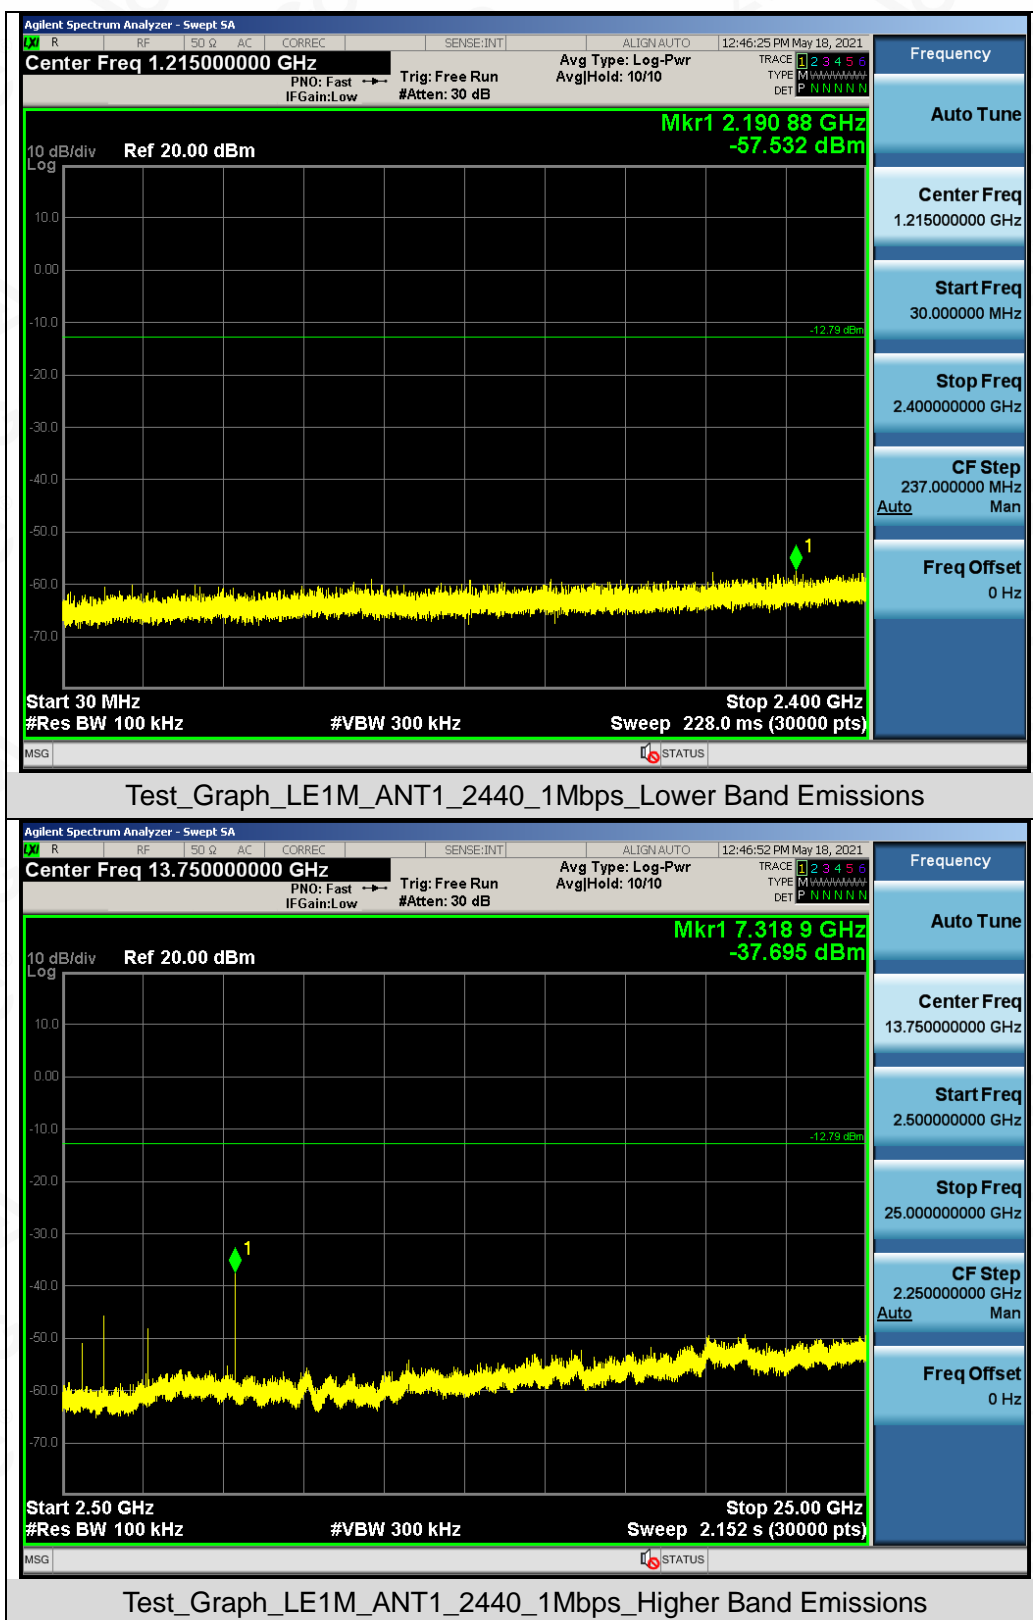 Agilent Spectrum Analyzer - Swept SA
LXI R RF 50 Ω AC CORREC SENSE:INT ALIGNAUTO 12:46:25 PM May 18, 2021
Center Freq 1.215000000 GHz
PNO: Fast
IFGain:Low
Trig: Free Run
#Atten: 30 dB
Avg Type: Log-Pwr
Avg|Hold: 10/10
TRACE 1 2 3 4 5 6
TYPE M WWWWW
DET P N N N N N
Mkr1 2.190 88 GHz
-57.532 dBm
10 dB/div Ref 20.00 dBm
Log
10.0
0.00
-10.0
-12.79 dBm
-20.0
-30.0
-40.0
-50.0
1
-60.0
-70.0
Start 30 MHz Stop 2.400 GHz
#Res BW 100 kHz #VBW 300 kHz Sweep 228.0 ms (30000 pts)
MSG STATUS
Frequency
Auto Tune
Center Freq
1.215000000 GHz
Start Freq
30.000000 MHz
Stop Freq
2.400000000 GHz
CF Step
237.000000 MHz
Auto Man
Freq Offset
0 Hz
Test_Graph_LE1M_ANT1_2440_1Mbps_Lower Band Emissions
Agilent Spectrum Analyzer - Swept SA
LXI R RF 50 Ω AC CORREC SENSE:INT ALIGNAUTO 12:46:52 PM May 18, 2021
Center Freq 13.750000000 GHz
PNO: Fast
IFGain:Low
Trig: Free Run
#Atten: 30 dB
Avg Type: Log-Pwr
Avg|Hold: 10/10
TRACE 1 2 3 4 5 6
TYPE M WWWWW
DET P N N N N N
Mkr1 7.318 9 GHz
-37.695 dBm
10 dB/div Ref 20.00 dBm
Log
10.0
0.00
-10.0
-12.79 dBm
-20.0
-30.0
1
-40.0
-50.0
-60.0
-70.0
Start 2.50 GHz Stop 25.00 GHz
#Res BW 100 kHz #VBW 300 kHz Sweep 2.152 s (30000 pts)
MSG STATUS
Frequency
Auto Tune
Center Freq
13.750000000 GHz
Start Freq
2.500000000 GHz
Stop Freq
25.000000000 GHz
CF Step
2.250000000 GHz
Auto Man
Freq Offset
0 Hz
Test_Graph_LE1M_ANT1_2440_1Mbps_Higher Band Emissions